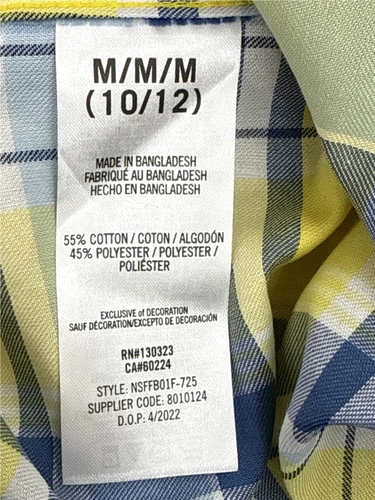 M/M/M
(10/12)
MADE IN BANGLADESH
FABRIQUÉ AU BANGLADESH
HECHO EN BANGLADESH
55% COTTON / COTON / ALGODÓN
45% POLYESTER / POLYESTER /
POLIÉSTER
EXCLUSIVE of DECORATION
SAUF DÉCORATION/EXCEPTO DE DECORACIÓN
RN#130323
CA#60224
STYLE: NSFFB01F-725
SUPPLIER CODE: 8010124
D.O.P: 4/2022